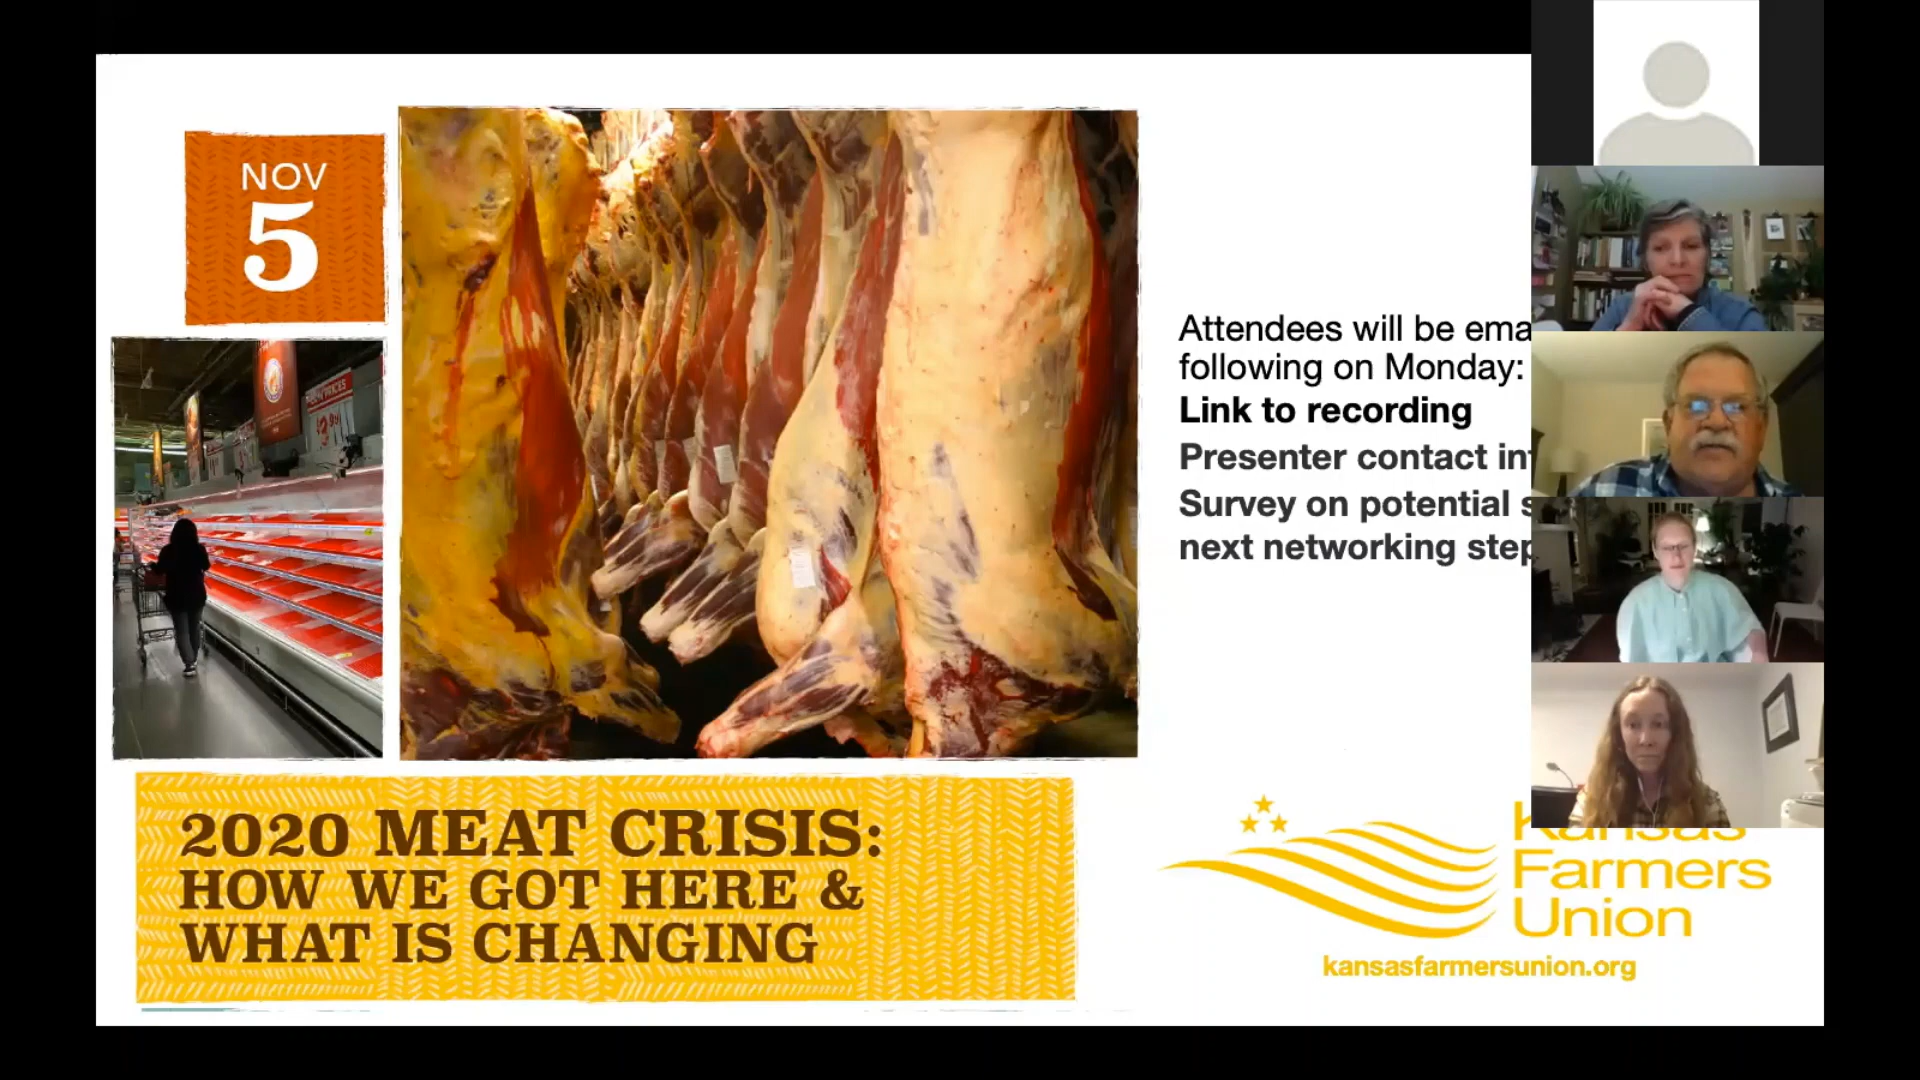 NOV
5
Attendees will be ema
following on Monday:
Link to recording
Presenter contact in
Survey on potential s
next networking step
2020 MEAT CRISIS:
HOW WE GOT HERE &
WHAT IS CHANGING
Kansas
Farmers
Union
kansasfarmersunion.org